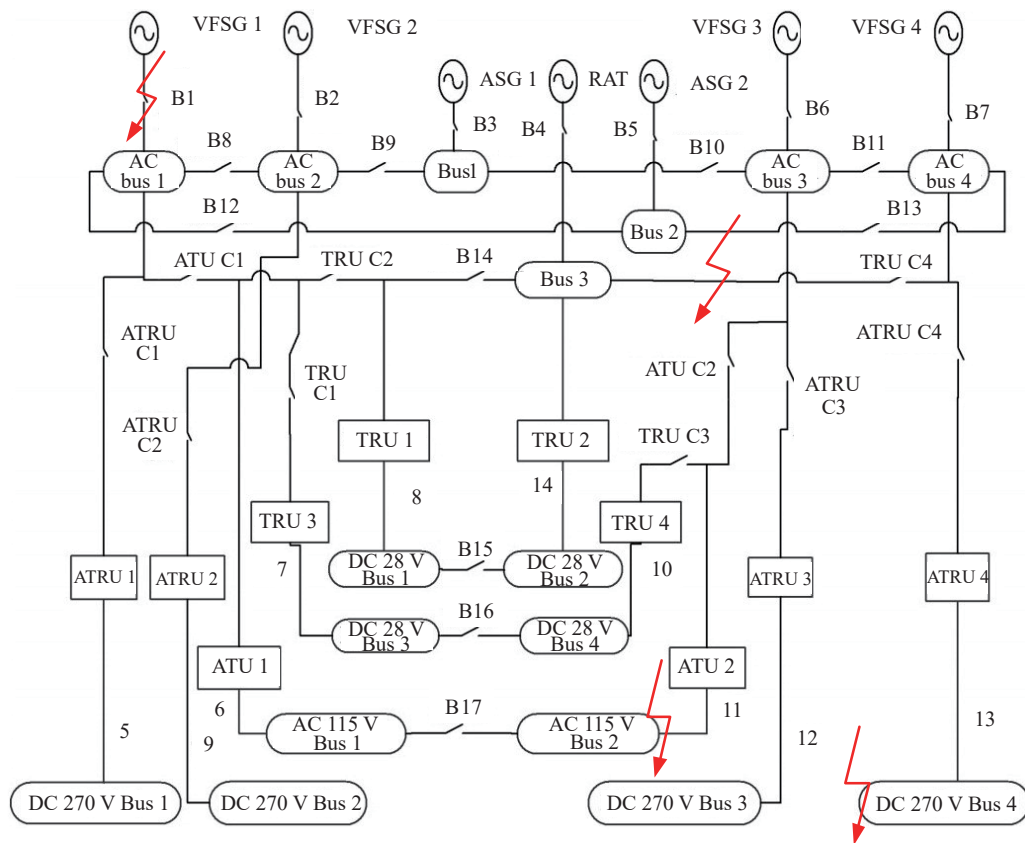 VFSG 1
VFSG 2
VFSG 3
VFSG 4
ASG 1
RAT
ASG 2
B1
B2
B3
B4
B5
B6
B7
B8
B9
B10
B11
AC
bus 1
AC
bus 2
Bus1
AC
bus 3
AC
bus 4
B12
Bus 2
B13
ATU C1
TRU C2
B14
Bus 3
TRU C4
ATRU
C1
TRU
C1
ATU C2
ATRU
C3
ATRU C4
ATRU
C2
TRU 1
TRU 2
TRU C3
8
14
TRU 3
TRU 4
7
DC 28 V
Bus 1
B15
DC 28 V
Bus 2
10
ATRU 1
ATRU 2
ATRU 3
ATRU 4
DC 28 V
Bus 3
B16
DC 28 V
Bus 4
ATU 1
ATU 2
6
AC 115 V
Bus 1
B17
AC 115 V
Bus 2
11
5
9
12
13
DC 270 V Bus 1
DC 270 V Bus 2
DC 270 V Bus 3
DC 270 V Bus 4